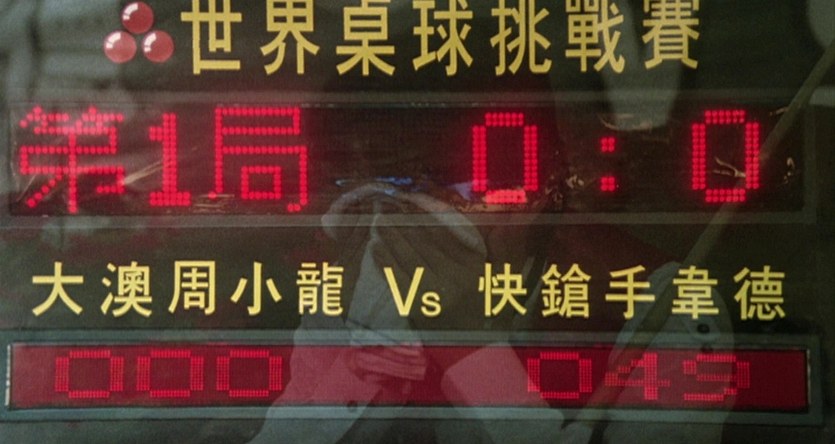 世界桌球挑戰賽
第1局 0:0
大澳周小龍 Vs 快鎗手韋德
000 049